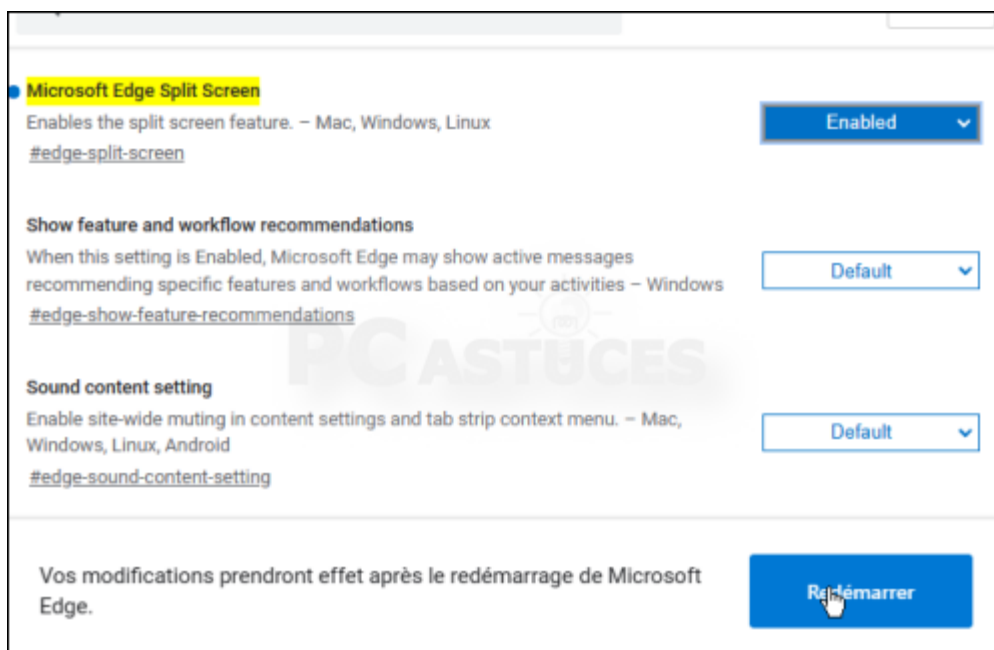 Microsoft Edge Split Screen
Enables the split screen feature. – Mac, Windows, Linux
Enabled
#edge-split-screen
Show feature and workflow recommendations
When this setting is Enabled, Microsoft Edge may show active messages
recommending specific features and workflows based on your activities – Windows
Default
#edge-show-feature-recommendations
PC ASTUCES
Sound content setting
Enable site-wide muting in content settings and tab strip context menu. – Mac,
Windows, Linux, Android
Default
#edge-sound-content-setting
Vos modifications prendront effet après le redémarrage de Microsoft
Edge.
Redémarrer